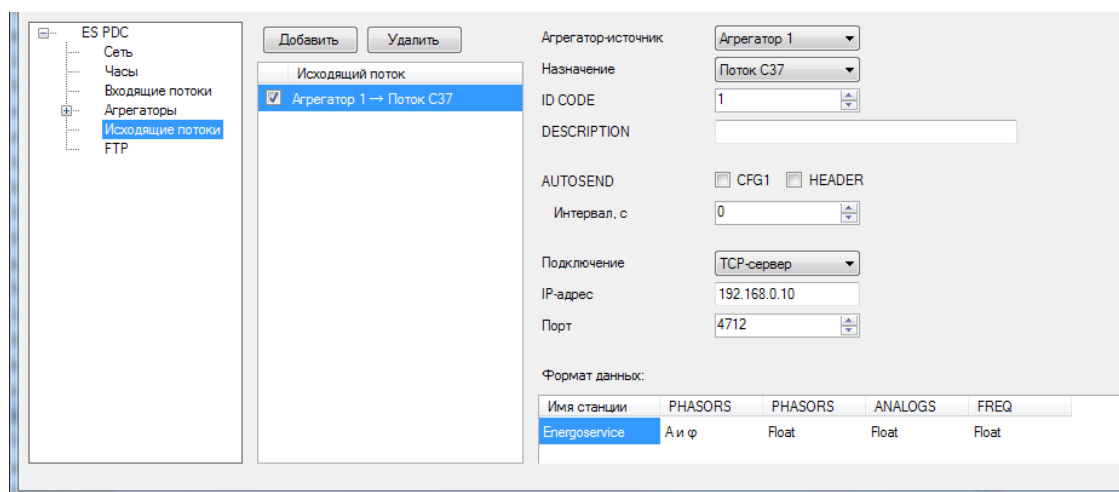 ES PDC
Сеть
Часы
Входящие потоки
Агрегаторы
Исходящие потоки
FTP
Добавить Удалить
Исходящий поток
Агрегатор 1 → Поток C37
Агрегатор-источник Агрегатор 1
Назначение Поток C37
ID CODE 1
DESCRIPTION
AUTOSEND CFG1 HEADER
Интервал, с 0
Подключение TCP-сервер
IP-адрес 192.168.0.10
Порт 4712
Формат данных:
Имя станции PHASORS PHASORS ANALOGS FREQ
Energoservice А и φ Float Float Float